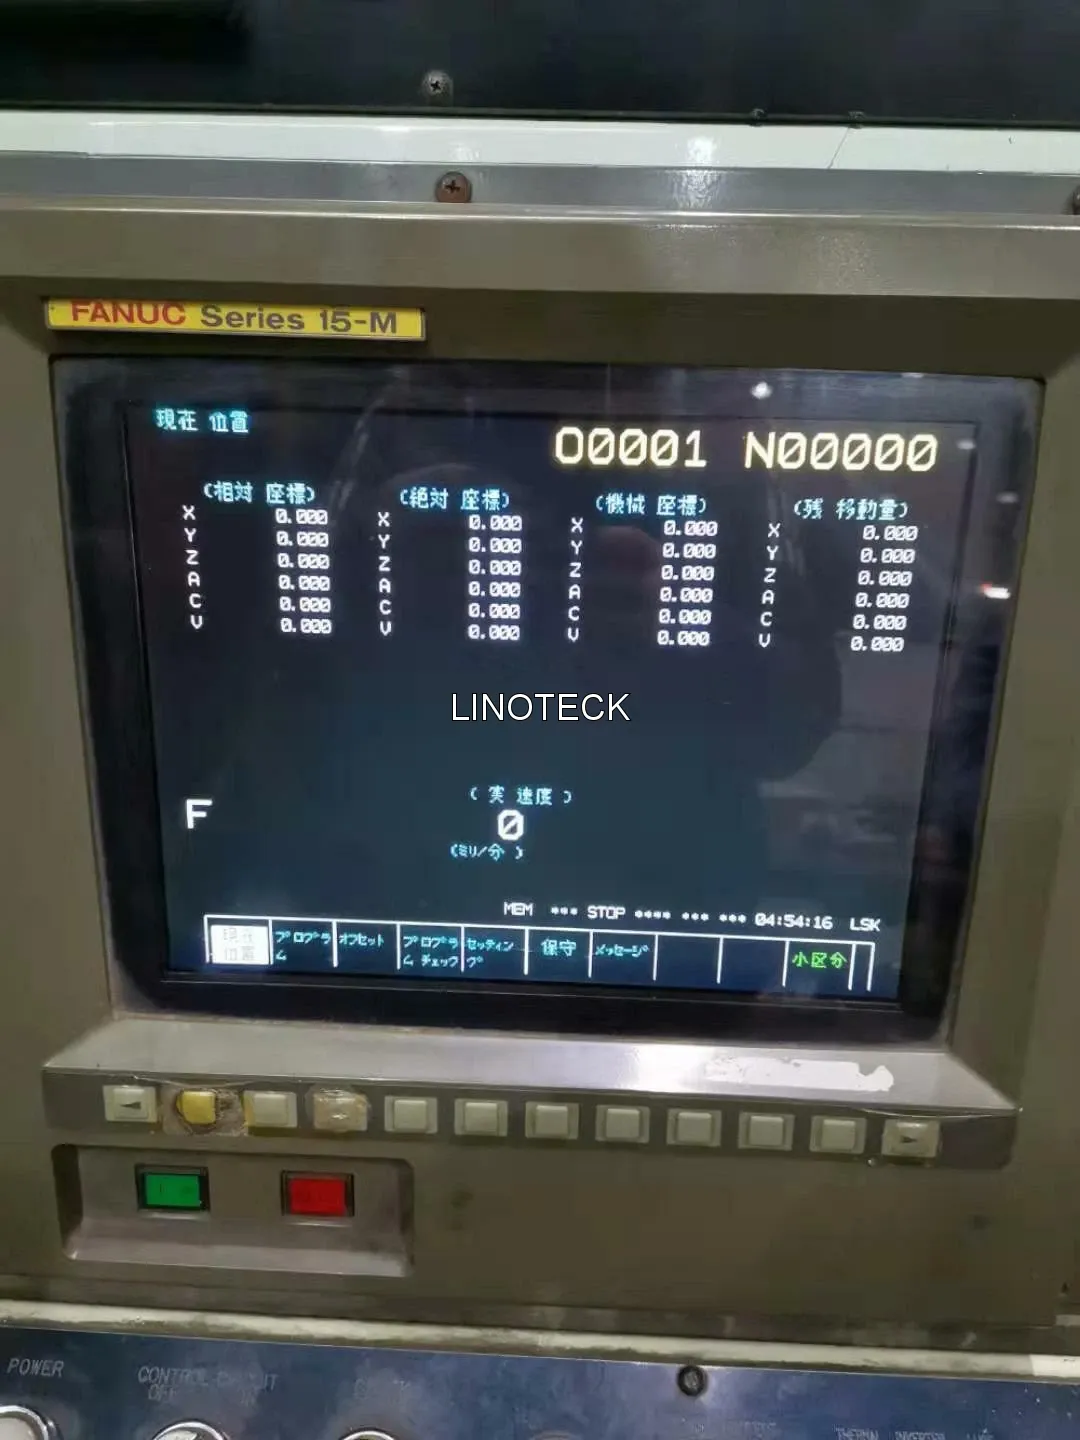 FANUC Series 15-M
現在 位置
O0001 N00000
(相対 座標) (絶対 座標) (機械 座標) (残 移動量)
X 0.000 X 0.000 X 0.000 X 0.000
Y 0.000 Y 0.000 Y 0.000 Y 0.000
Z 0.000 Z 0.000 Z 0.000 Z 0.000
A 0.000 A 0.000 A 0.000 A 0.000
C 0.000 C 0.000 C 0.000 C 0.000
V 0.000 V 0.000 V 0.000 V 0.000
LINOTECK
( 実 速度 )
F 0
(ミリ/分 )
MEM *** STOP **** *** *** 04:54:16 LSK
現在 プログラ オフセット プログラ セッティン 保守 メッセージ 小区分
位置 ム ム チェック グ
POWER
CONTROL CIRCUIT
OFF